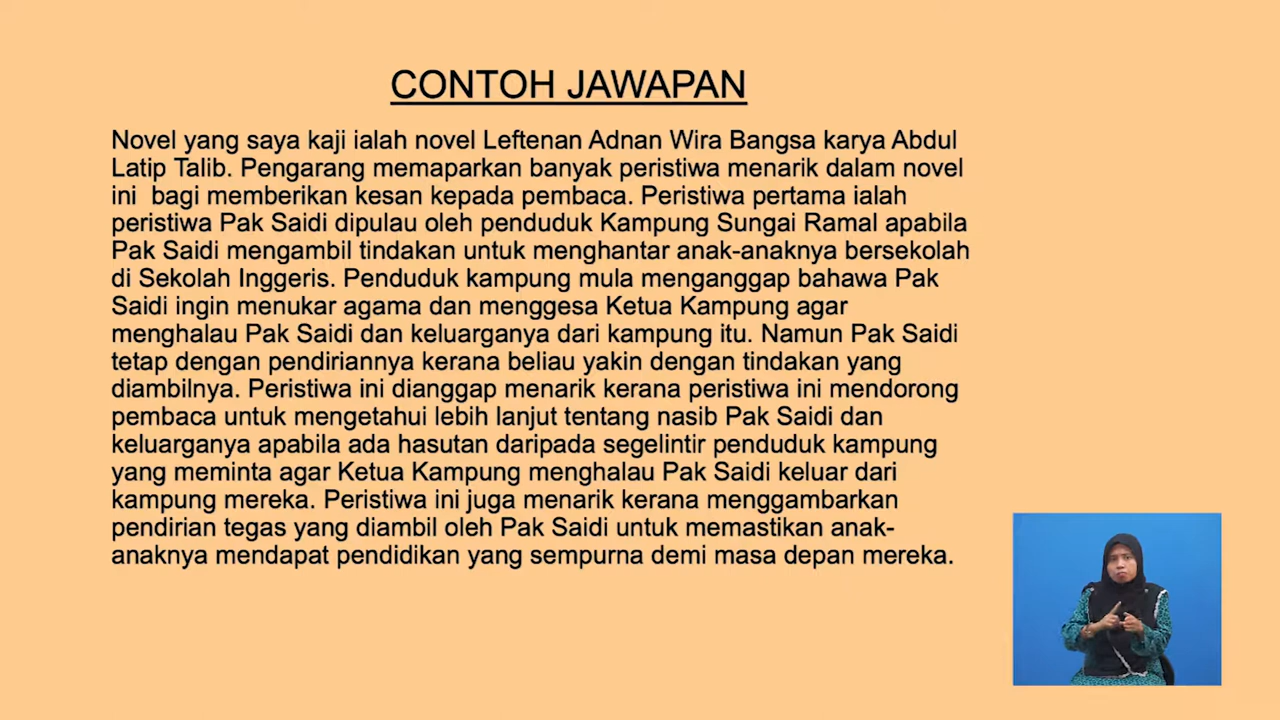 CONTOH JAWAPAN
Novel yang saya kaji ialah novel Leftenan Adnan Wira Bangsa karya Abdul
Latip Talib. Pengarang memaparkan banyak peristiwa menarik dalam novel
ini bagi memberikan kesan kepada pembaca. Peristiwa pertama ialah
peristiwa Pak Saidi dipulau oleh penduduk Kampung Sungai Ramal apabila
Pak Saidi mengambil tindakan untuk menghantar anak-anaknya bersekolah
di Sekolah Inggeris. Penduduk kampung mula menganggap bahawa Pak
Saidi ingin menukar agama dan menggesa Ketua Kampung agar
menghalau Pak Saidi dan keluarganya dari kampung itu. Namun Pak Saidi
tetap dengan pendiriannya kerana beliau yakin dengan tindakan yang
diambilnya. Peristiwa ini dianggap menarik kerana peristiwa ini mendorong
pembaca untuk mengetahui lebih lanjut tentang nasib Pak Saidi dan
keluarganya apabila ada hasutan daripada segelintir penduduk kampung
yang meminta agar Ketua Kampung menghalau Pak Saidi keluar dari
kampung mereka. Peristiwa ini juga menarik kerana menggambarkan
pendirian tegas yang diambil oleh Pak Saidi untuk memastikan anak-
anaknya mendapat pendidikan yang sempurna demi masa depan mereka.